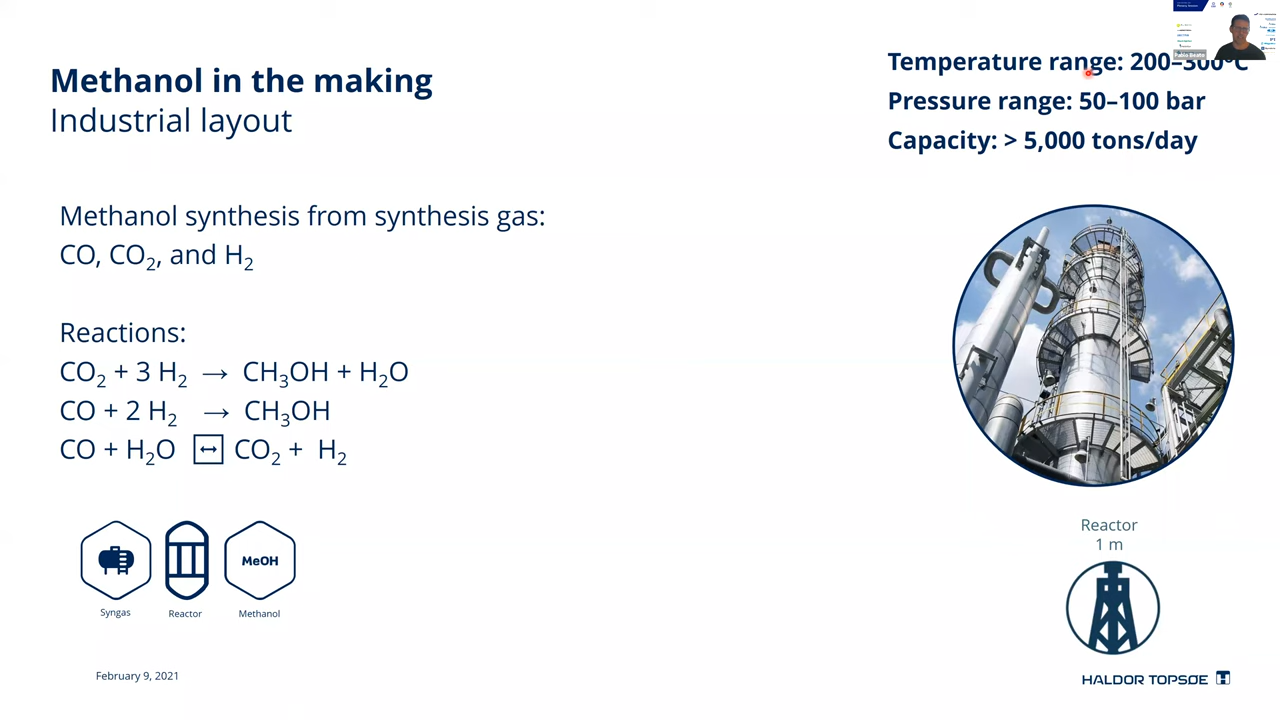 Methanol in the making
Industrial layout
Temperature range: 200–300°C
Pressure range: 50–100 bar
Capacity: > 5,000 tons/day
Methanol synthesis from synthesis gas:
CO, CO₂, and H₂
Reactions:
CO₂ + 3 H₂ → CH₃OH + H₂O
CO + 2 H₂ → CH₃OH
CO + H₂O ↔ CO₂ + H₂
MeOH
Syngas Reactor Methanol
Reactor
1 m
February 9, 2021
HALDOR TOPSØE